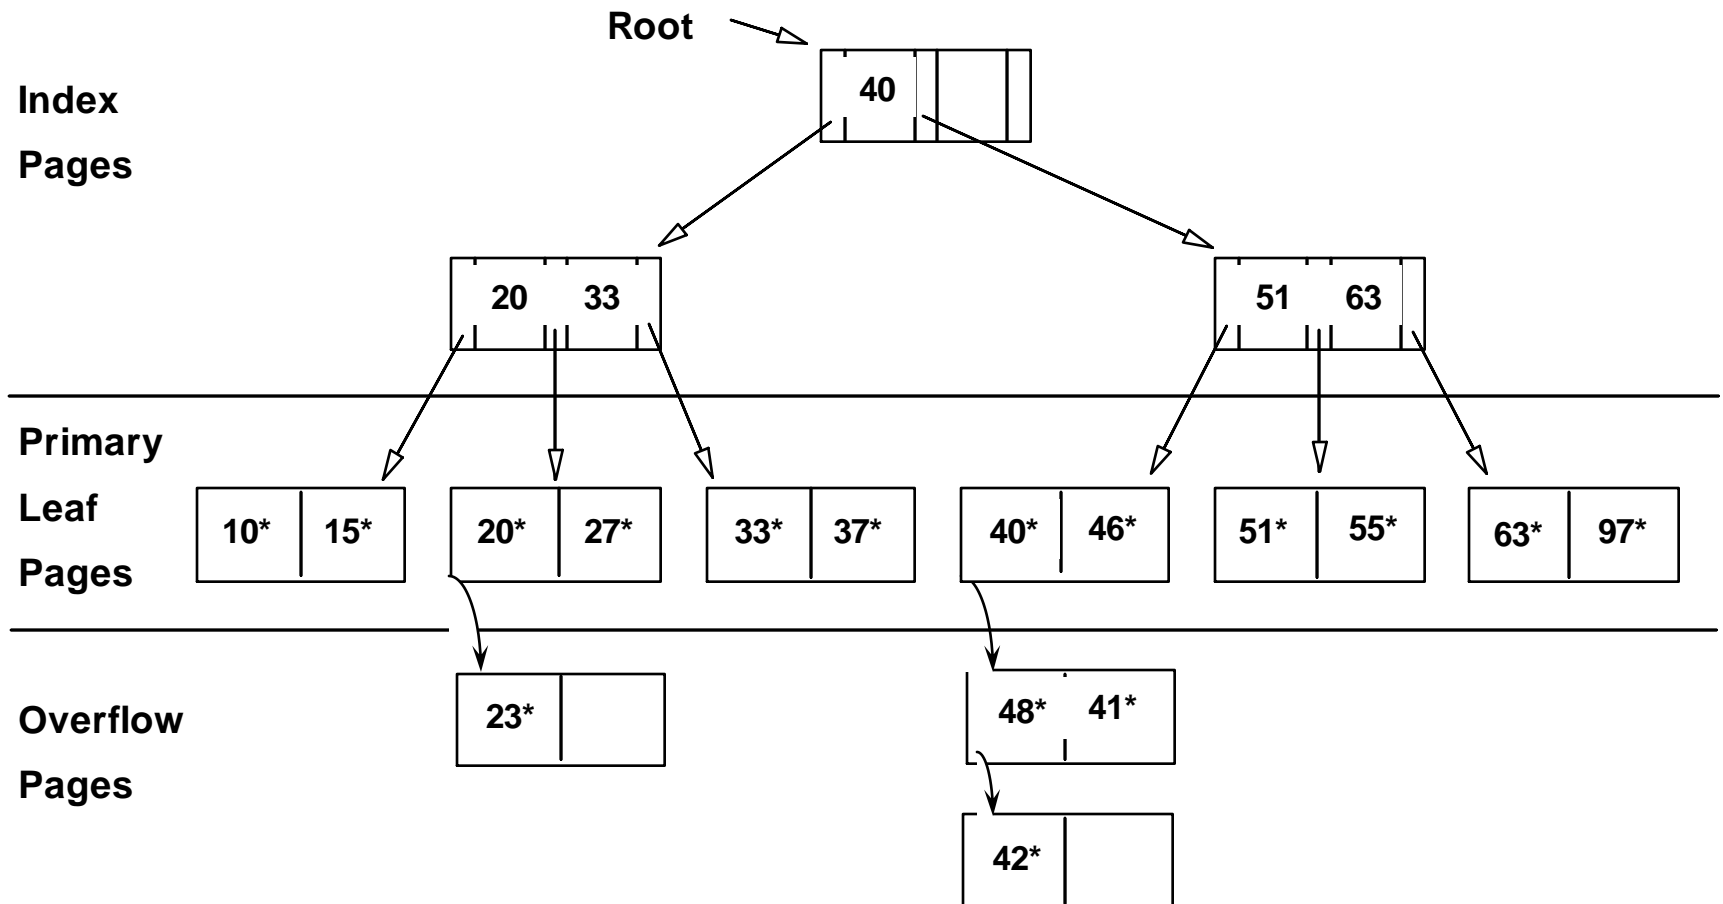 Root
Index
Pages
40
20 33
51 63
Primary
Leaf
Pages
10* 15*
20* 27*
33* 37*
40* 46*
51* 55*
63* 97*
Overflow
Pages
23*
48* 41*
42*